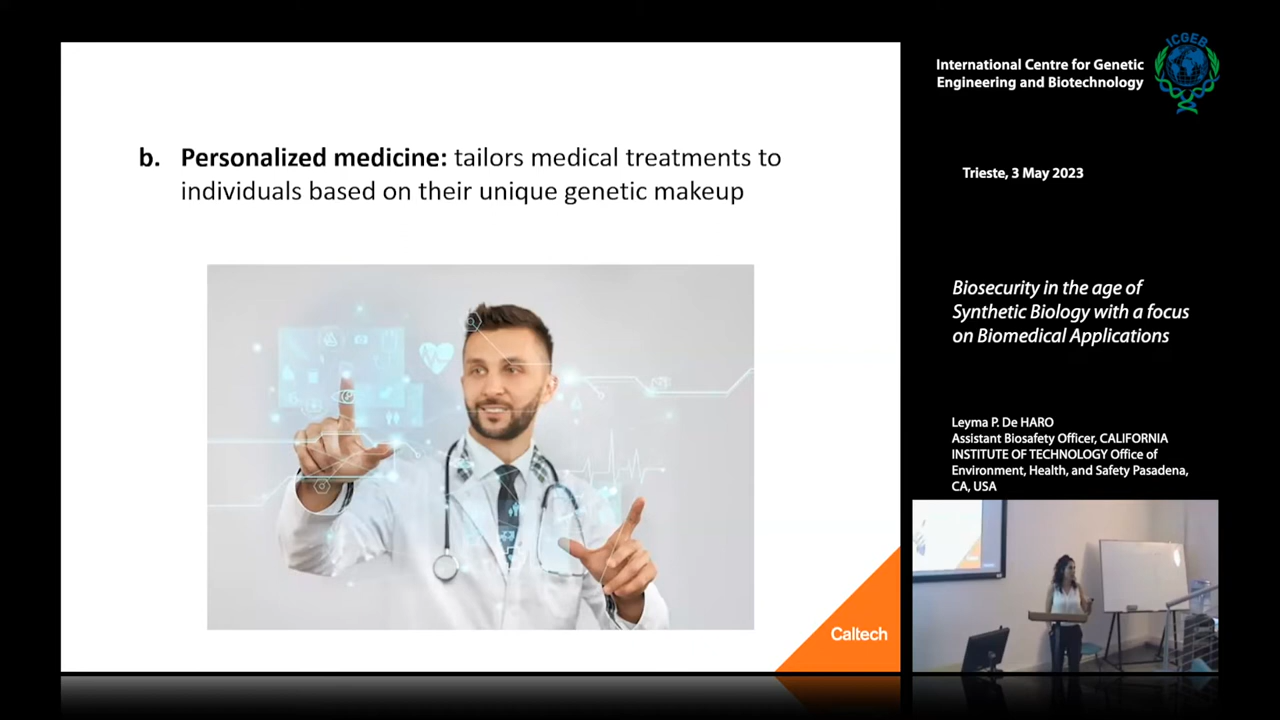 b. Personalized medicine: tailors medical treatments to
individuals based on their unique genetic makeup
Caltech
International Centre for Genetic
Engineering and Biotechnology
ICGEB
Trieste, 3 May 2023
Biosecurity in the age of
Synthetic Biology with a focus
on Biomedical Applications
Leyma P. De HARO
Assistant Biosafety Officer, CALIFORNIA
INSTITUTE OF TECHNOLOGY Office of
Environment, Health, and Safety Pasadena,
CA, USA